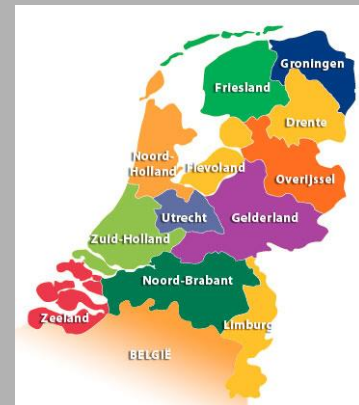 Groningen
Friesland
Drente
Noord-
Holland
Flevoland
Overijssel
Utrecht
Gelderland
Zuid-Holland
Noord-Brabant
Zeeland
Limburg
BELGIË